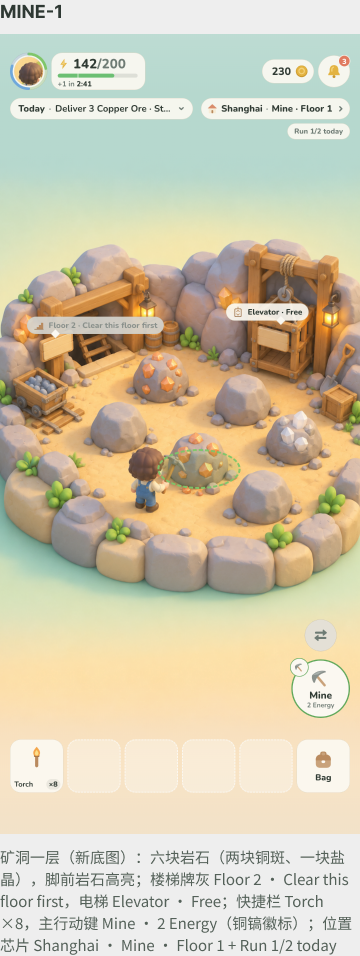 MINE-1
142/200
+1 in 2:41
230
3
Today · Deliver 3 Copper Ore · St...
Shanghai · Mine · Floor 1
Run 1/2 today
Elevator · Free
Floor 2 · Clear this floor first
Mine
2 Energy
Torch ×8
Bag
矿洞一层（新底图）：六块岩石（两块铜斑、一块盐
晶），脚前岩石高亮；楼梯牌灰 Floor 2 · Clear this
floor first，电梯 Elevator · Free；快捷栏 Torch
×8，主行动键 Mine · 2 Energy（铜镐徽标）；位置
芯片 Shanghai · Mine · Floor 1 + Run 1/2 today